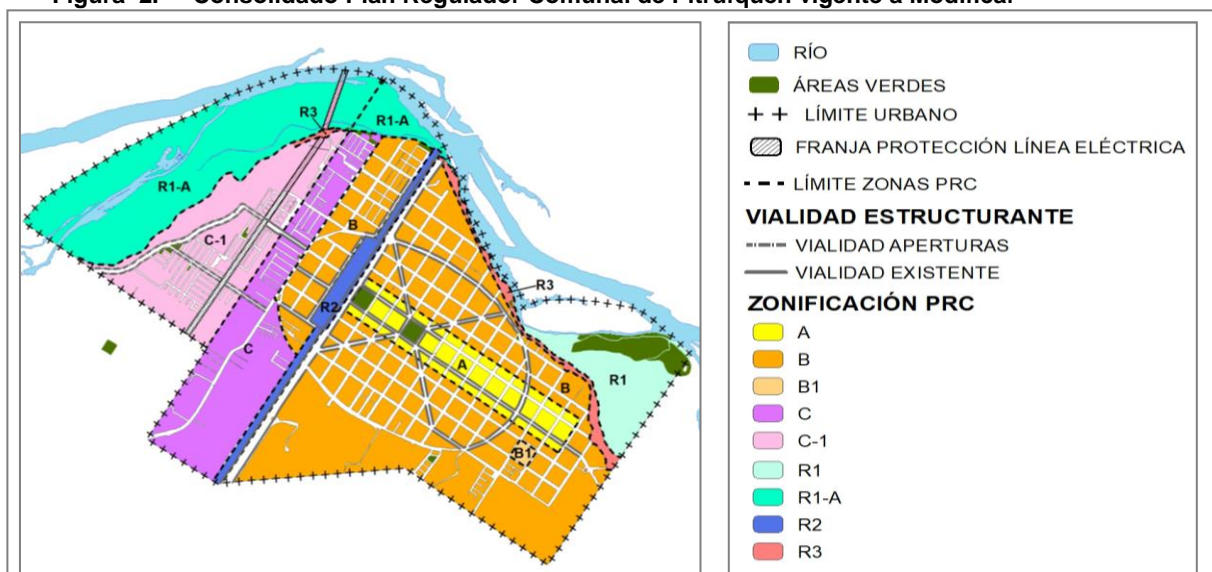 Figura 2. Consolidado Plan Regulador Comunal de Pitrufquén vigente a Modificar
R3
R1-A
R1-A
B
C-1
R3
R2
C
A
B
R1
B1
RÍO
ÁREAS VERDES
LÍMITE URBANO
FRANJA PROTECCIÓN LÍNEA ELÉCTRICA
LÍMITE ZONAS PRC
VIALIDAD ESTRUCTURANTE
VIALIDAD APERTURAS
VIALIDAD EXISTENTE
ZONIFICACIÓN PRC
A
B
B1
C
C-1
R1
R1-A
R2
R3